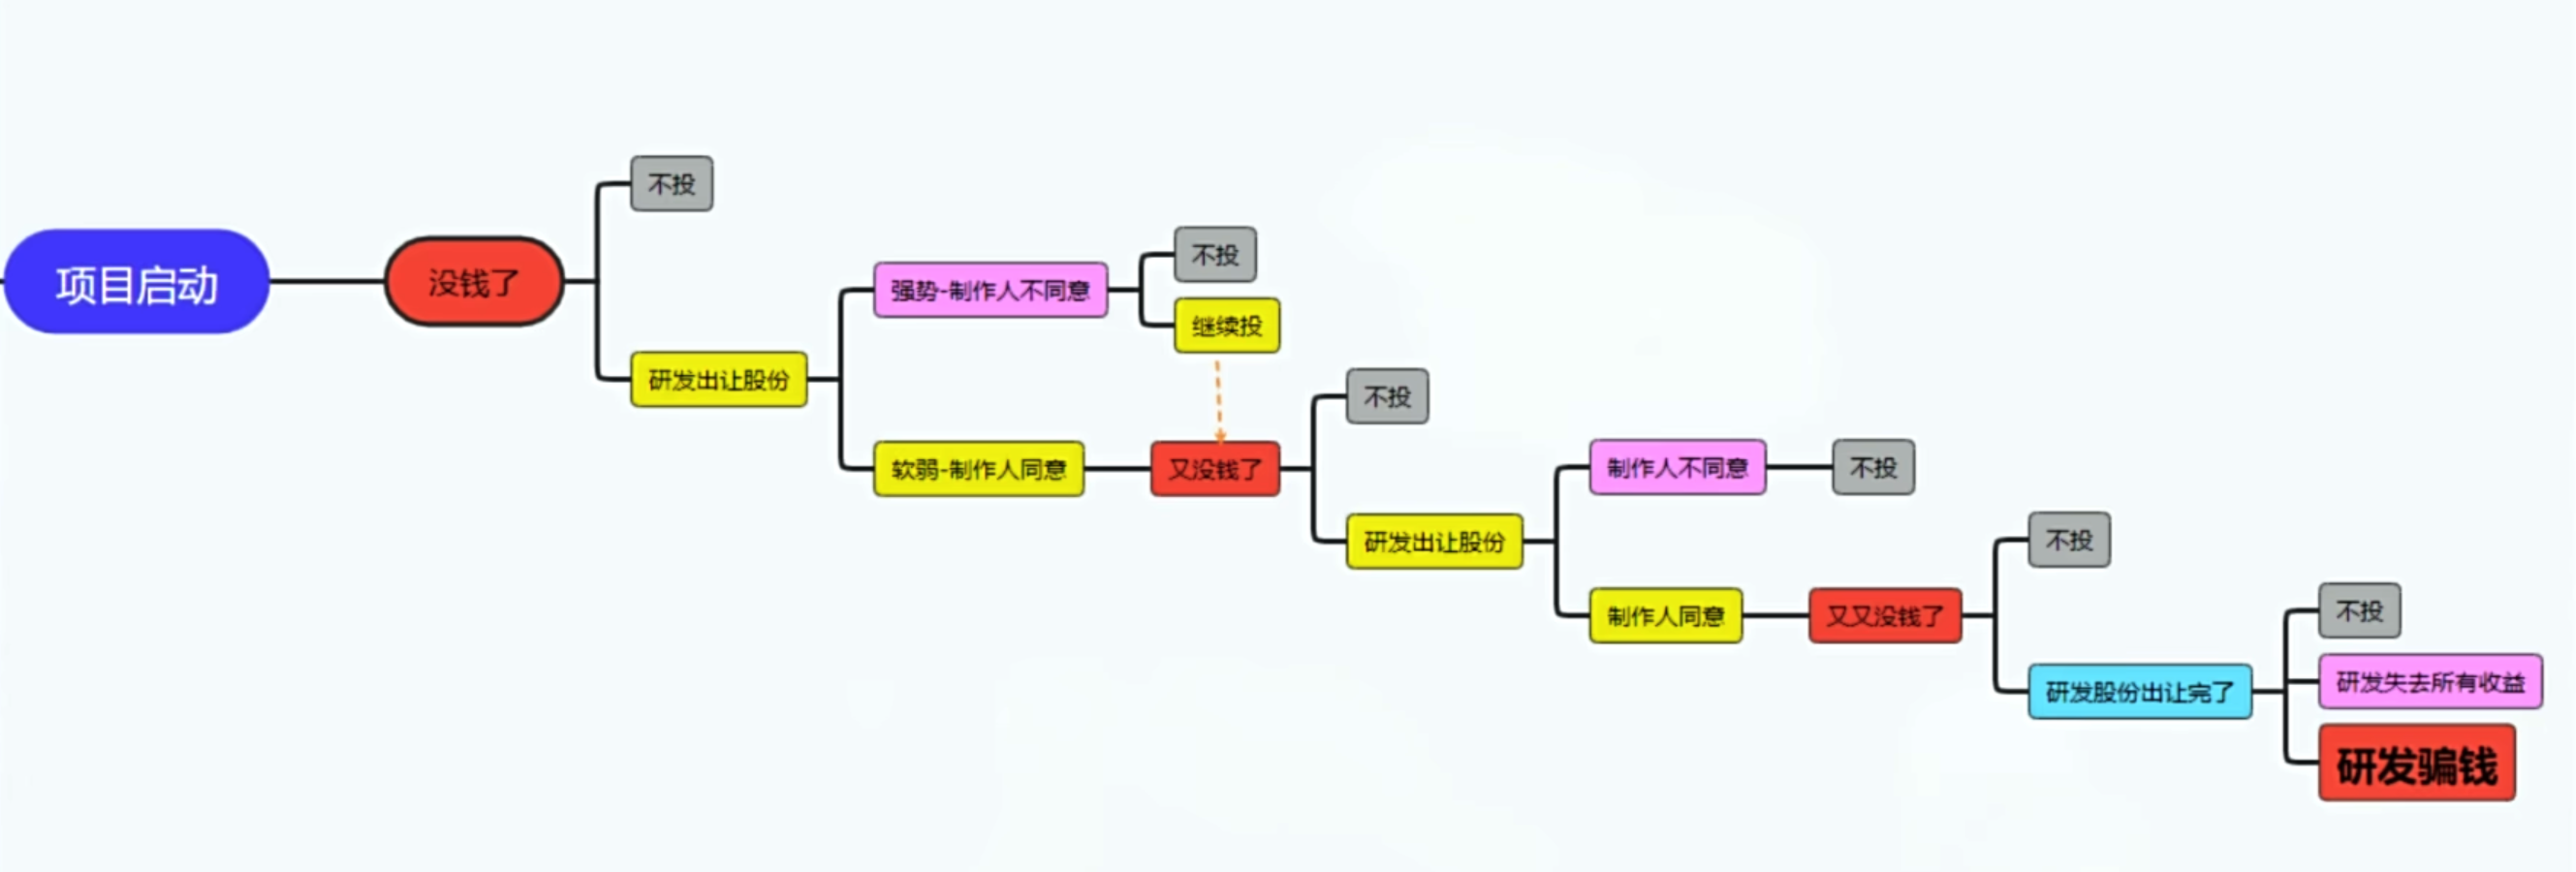 项目启动
没钱了
不投
研发出让股份
强势-制作人不同意
不投
继续投
软弱-制作人同意
又没钱了
不投
研发出让股份
制作人不同意
不投
制作人同意
又又没钱了
不投
研发股份出让完了
不投
研发失去所有收益
研发骗钱